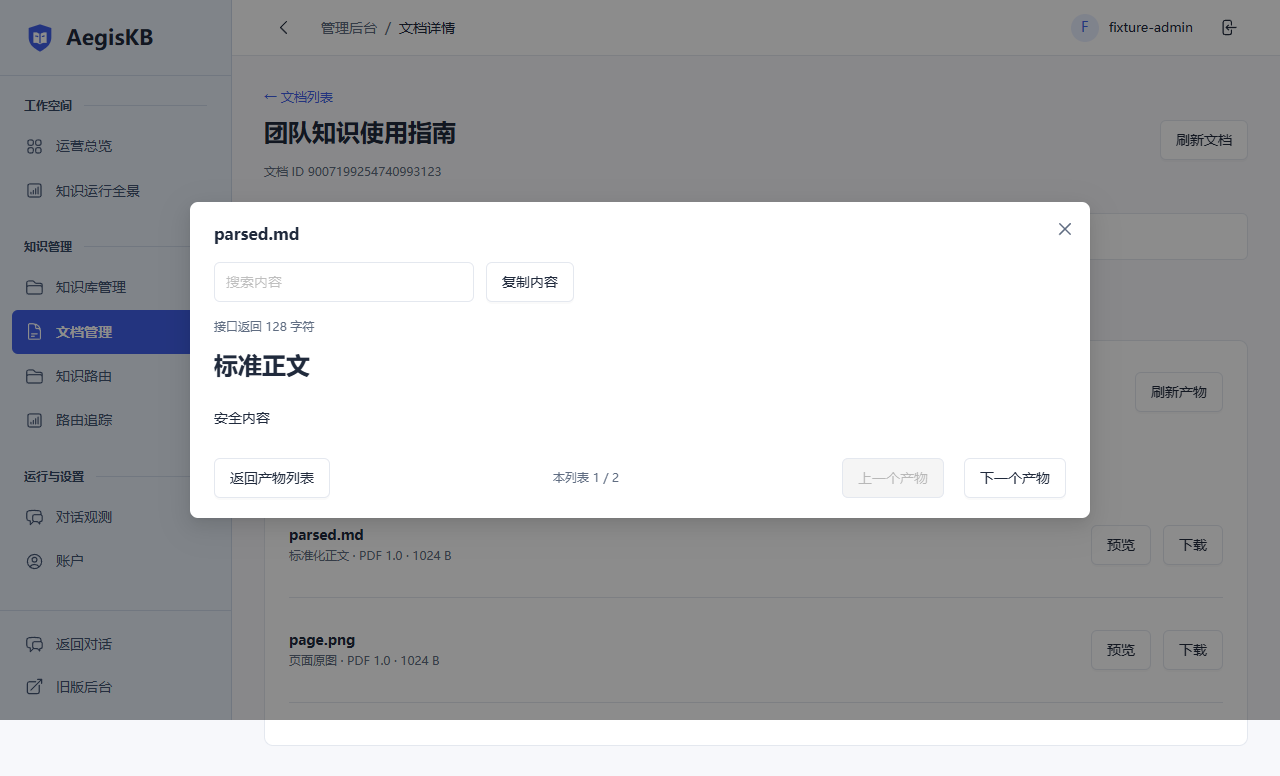 AegisKB
管理后台 / 文档详情
F fixture-admin
工作空间
运营总览
知识运行全景
知识管理
知识库管理
文档管理
知识路由
路由追踪
运行与设置
对话观测
账户
返回对话
旧版后台
← 文档列表
团队知识使用指南
文档 ID 9007199254740993123
刷新文档
parsed.md
搜索内容
复制内容
接口返回 128 字符
标准正文
安全内容
返回产物列表
本列表 1 / 2
上一个产物
下一个产物
刷新产物
parsed.md
标准化正文 · PDF 1.0 · 1024 B
预览
下载
page.png
页面原图 · PDF 1.0 · 1024 B
预览
下载